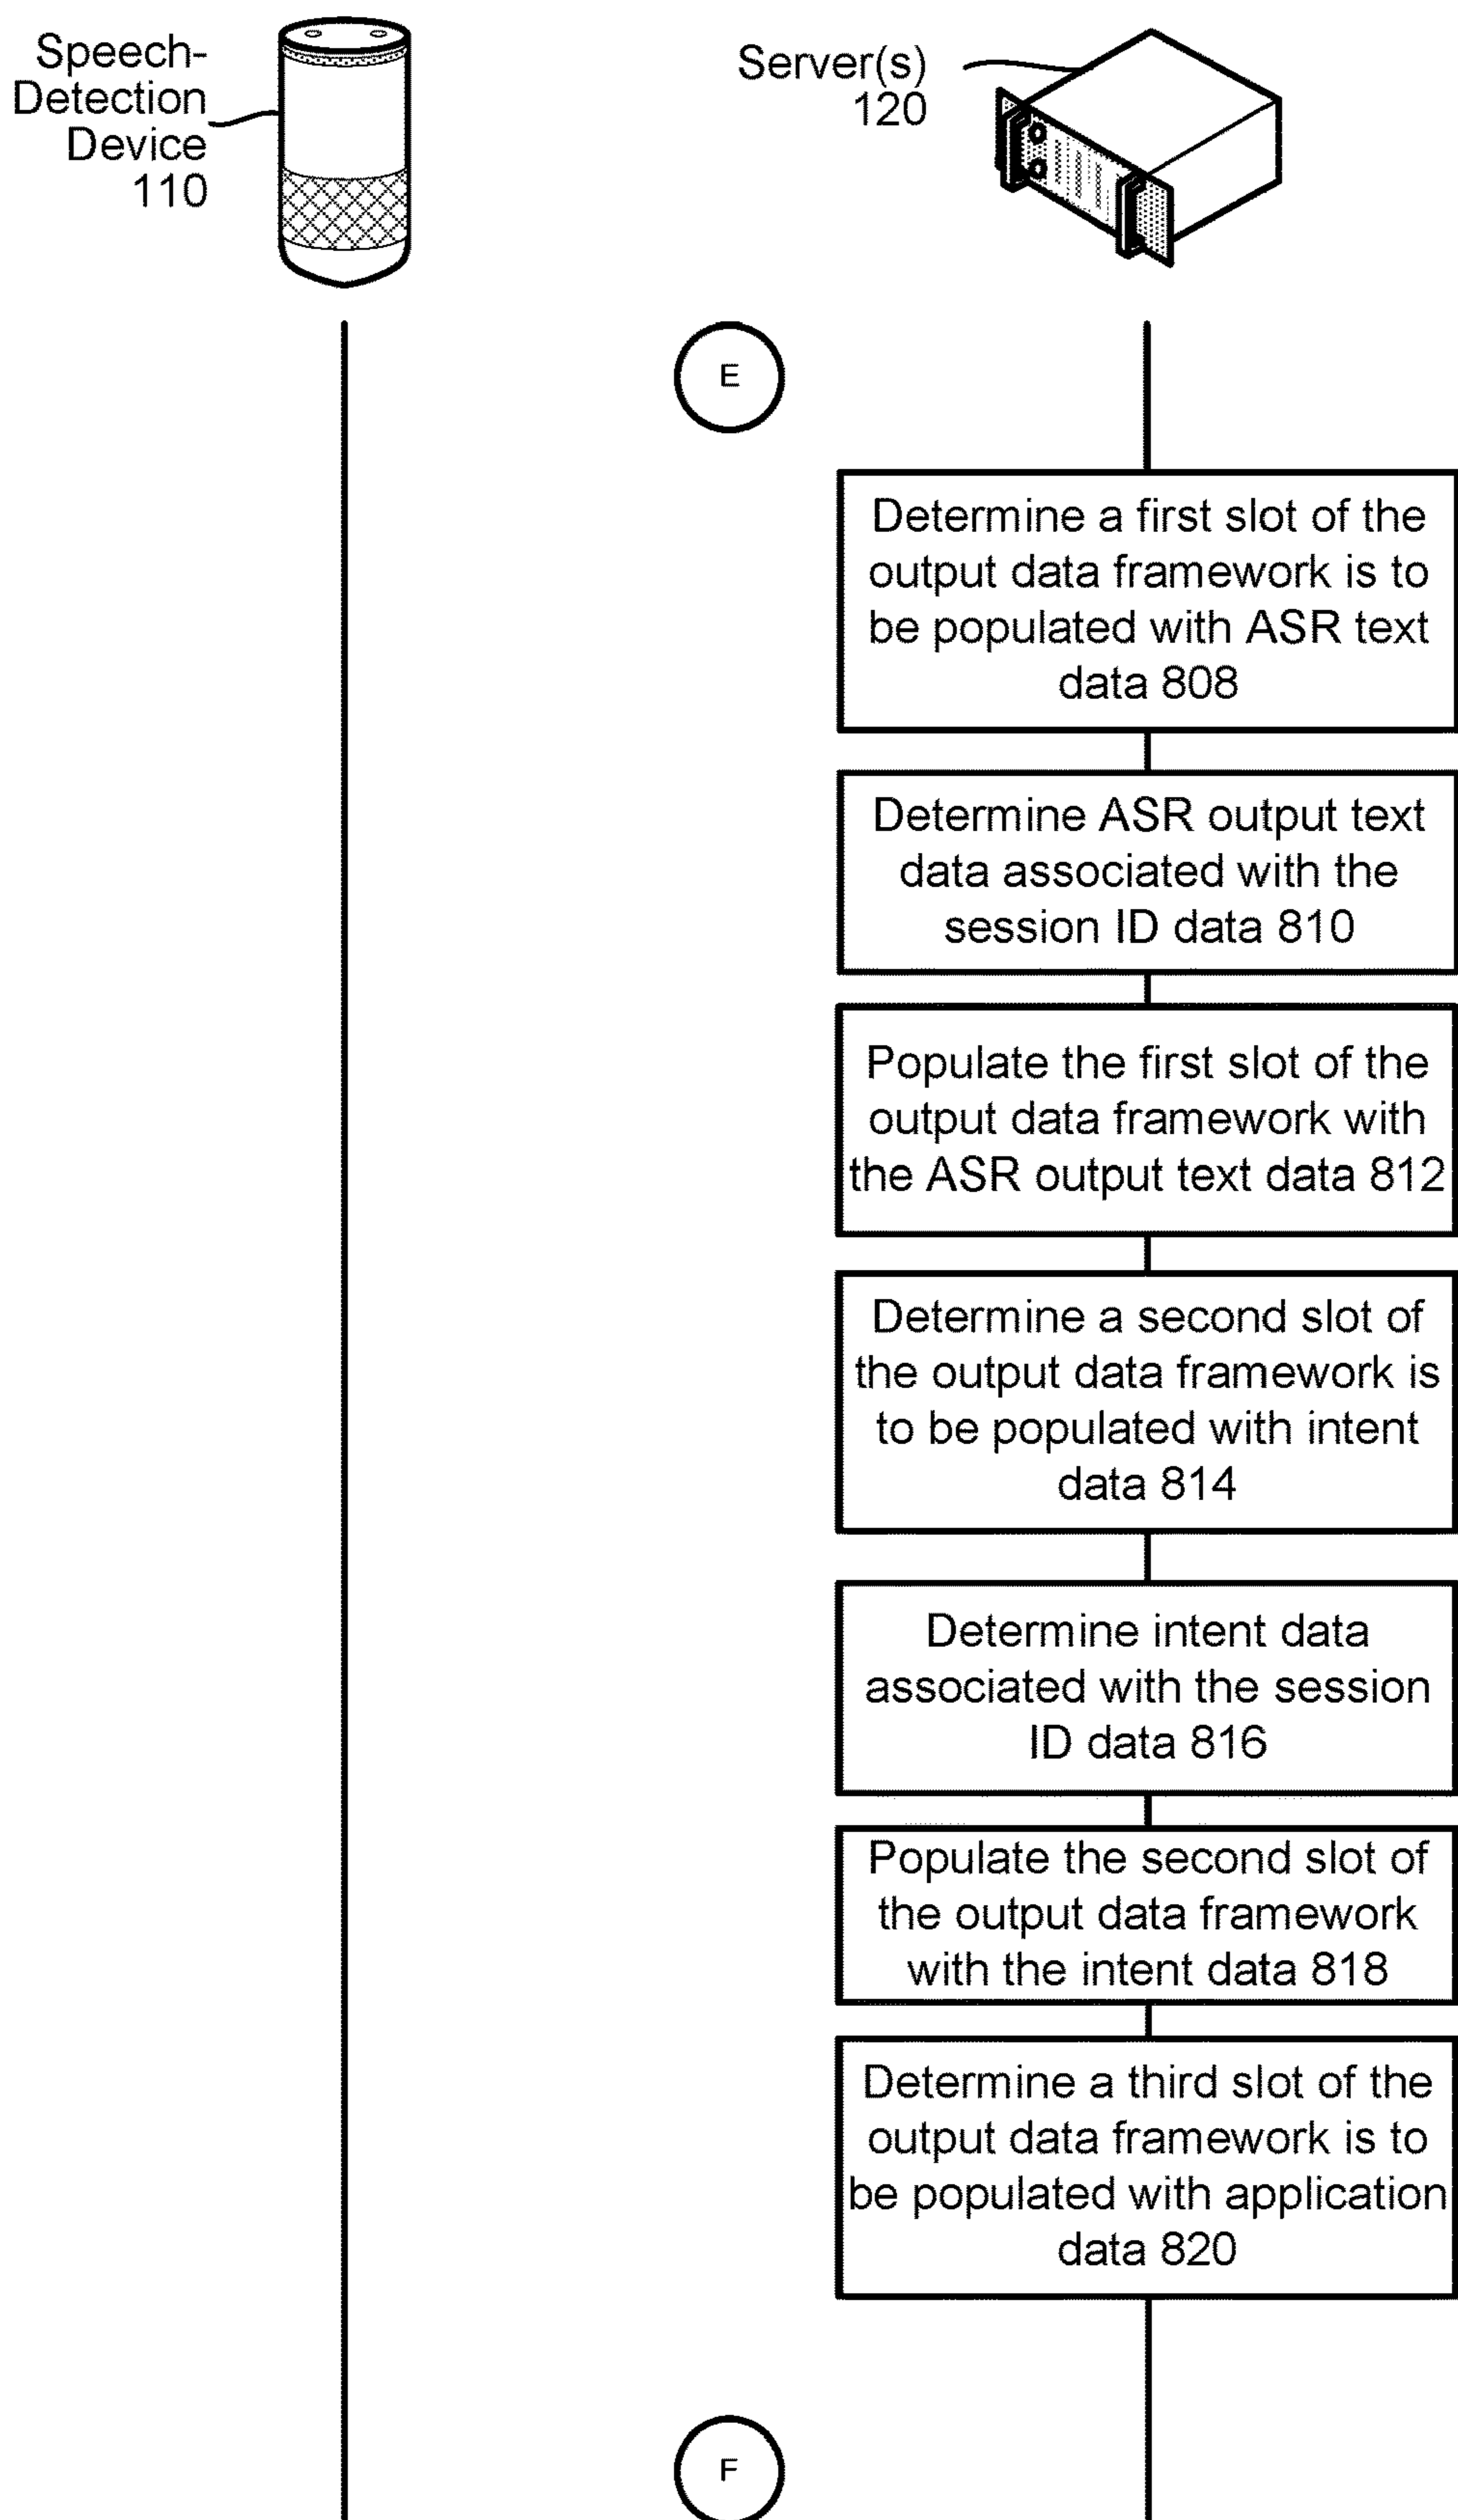 Speech-
Detection
Device
110
Server(s)
120
E
Determine a first slot of the
output data framework is to
be populated with ASR text
data 808
Determine ASR output text
data associated with the
session ID data 810
Populate the first slot of the
output data framework with
the ASR output text data 812
Determine a second slot of
the output data framework is
to be populated with intent
data 814
Determine intent data
associated with the session
ID data 816
Populate the second slot of
the output data framework
with the intent data 818
Determine a third slot of the
output data framework is to
be populated with application
data 820
F